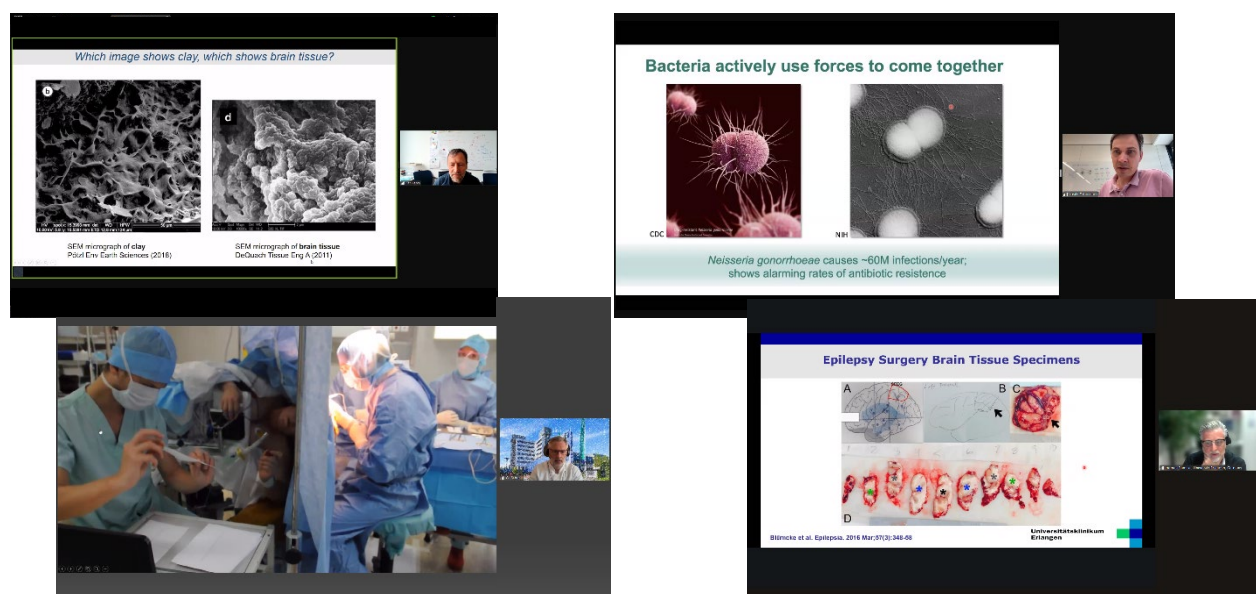 Which image shows clay, which shows brain tissue?
b
d
SEM micrograph of clay
Pölzl Env Earth Sciences (2018)
SEM micrograph of brain tissue
DeQuach Tissue Eng A (2011)
Bacteria actively use forces to come together
CDC
NIH
Neisseria gonorrhoeae causes ~60M infections/year;
shows alarming rates of antibiotic resistence
Epilepsy Surgery Brain Tissue Specimens
A
B
C
D
Blümcke et al. Epilepsia. 2016 Mar;57(3):348-58
Universitätsklinikum
Erlangen